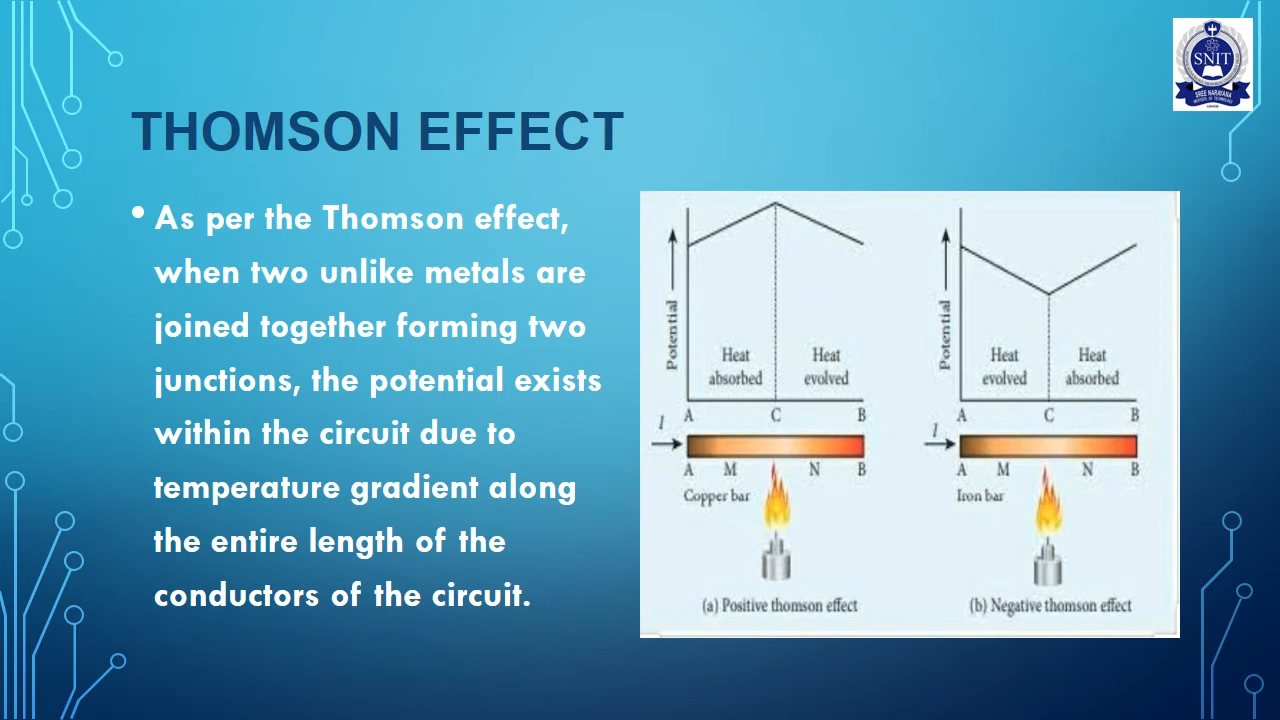 SNIT
SREE NARAYANA
INSTITUTE OF TECHNOLOGY
THOMSON EFFECT
• As per the Thomson effect,
when two unlike metals are
joined together forming two
junctions, the potential exists
within the circuit due to
temperature gradient along
the entire length of the
conductors of the circuit.
Potential
Heat
absorbed
Heat
evolved
A C B
I
A M N B
Copper bar
(a) Positive thomson effect
Potential
Heat
evolved
Heat
absorbed
A C B
I
A M N B
Iron bar
(b) Negative thomson effect